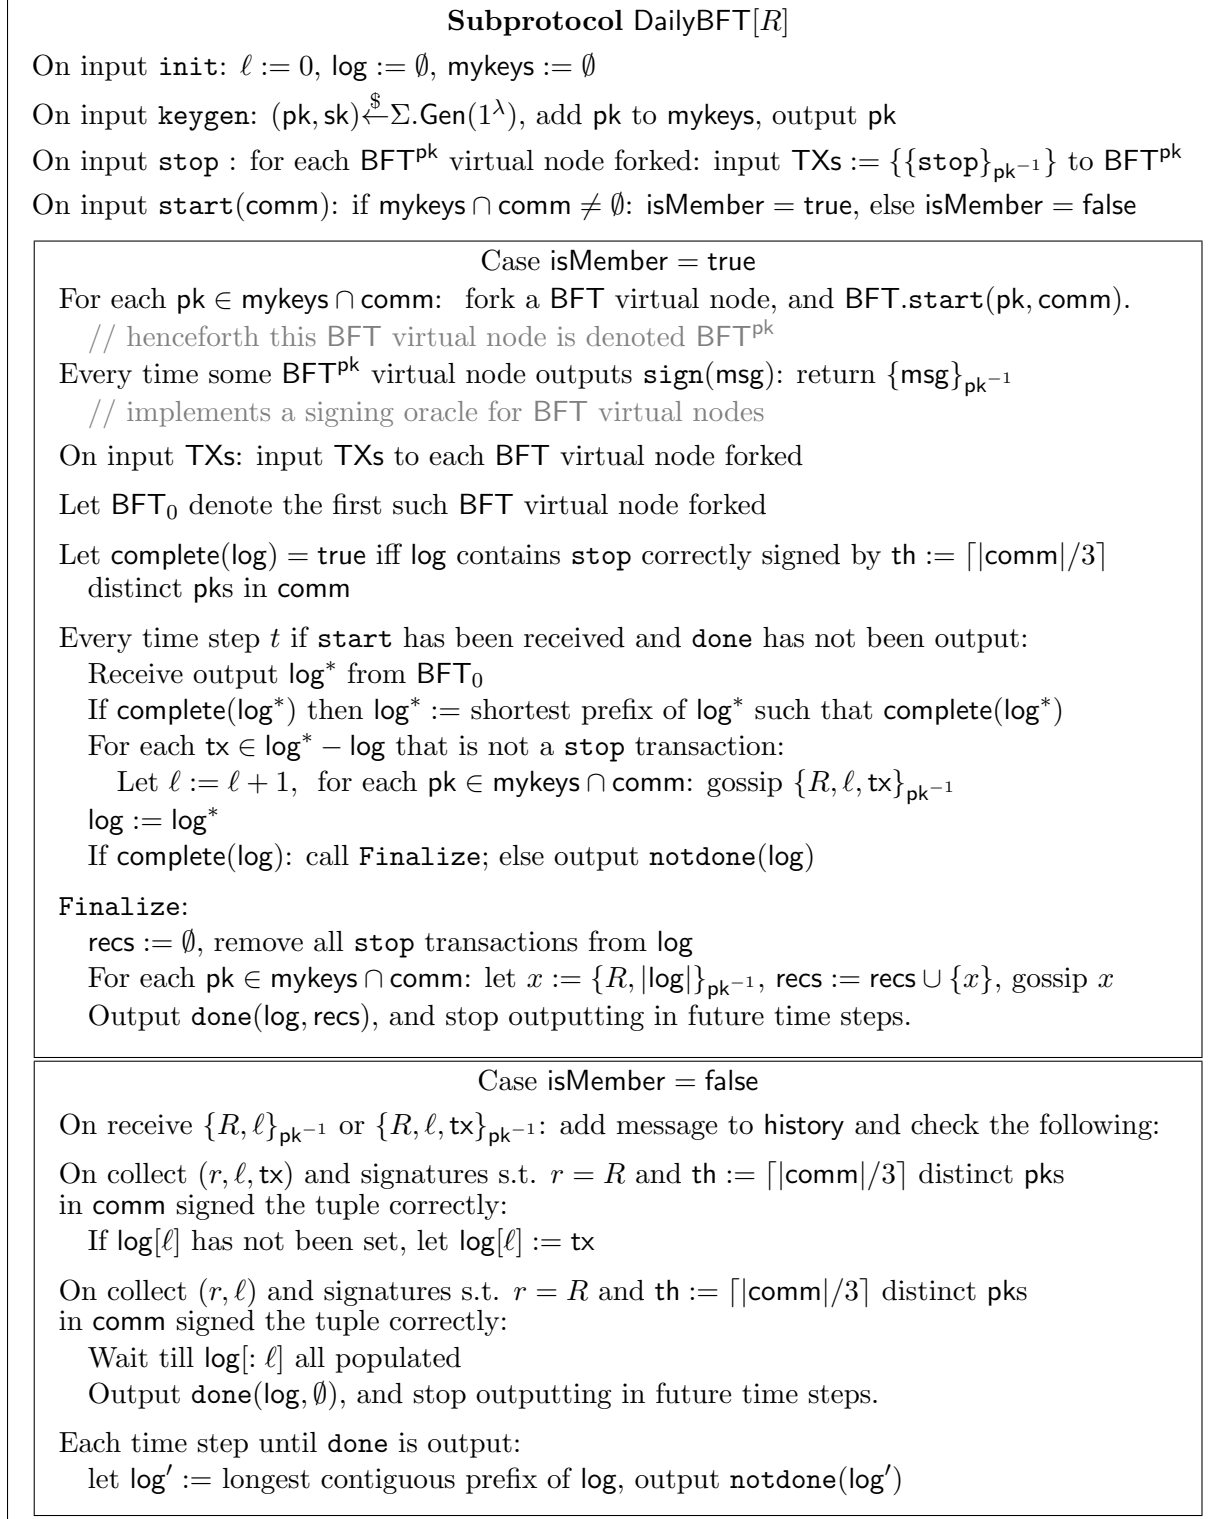 Subprotocol DailyBFT[R]
On input init: ℓ := 0, log := ∅, mykeys := ∅
On input keygen: (pk, sk) ←$ Σ.Gen(1^λ), add pk to mykeys, output pk
On input stop : for each BFT^pk virtual node forked: input TXs := {{stop}_{pk^{−1}}} to BFT^pk
On input start(comm): if mykeys ∩ comm ≠ ∅: isMember = true, else isMember = false
Case isMember = true
For each pk ∈ mykeys ∩ comm: fork a BFT virtual node, and BFT.start(pk, comm).
// henceforth this BFT virtual node is denoted BFT^pk
Every time some BFT^pk virtual node outputs sign(msg): return {msg}_{pk^{−1}}
// implements a signing oracle for BFT virtual nodes
On input TXs: input TXs to each BFT virtual node forked
Let BFT_0 denote the first such BFT virtual node forked
Let complete(log) = true iff log contains stop correctly signed by th := ⌈|comm|/3⌉
distinct pks in comm
Every time step t if start has been received and done has not been output:
Receive output log* from BFT_0
If complete(log*) then log* := shortest prefix of log* such that complete(log*)
For each tx ∈ log* − log that is not a stop transaction:
Let ℓ := ℓ + 1, for each pk ∈ mykeys ∩ comm: gossip {R, ℓ, tx}_{pk^{−1}}
log := log*
If complete(log): call Finalize; else output notdone(log)
Finalize:
recs := ∅, remove all stop transactions from log
For each pk ∈ mykeys ∩ comm: let x := {R, |log|}_{pk^{−1}}, recs := recs ∪ {x}, gossip x
Output done(log, recs), and stop outputting in future time steps.
Case isMember = false
On receive {R, ℓ}_{pk^{−1}} or {R, ℓ, tx}_{pk^{−1}}: add message to history and check the following:
On collect (r, ℓ, tx) and signatures s.t. r = R and th := ⌈|comm|/3⌉ distinct pks
in comm signed the tuple correctly:
If log[ℓ] has not been set, let log[ℓ] := tx
On collect (r, ℓ) and signatures s.t. r = R and th := ⌈|comm|/3⌉ distinct pks
in comm signed the tuple correctly:
Wait till log[: ℓ] all populated
Output done(log, ∅), and stop outputting in future time steps.
Each time step until done is output:
let log′ := longest contiguous prefix of log, output notdone(log′)